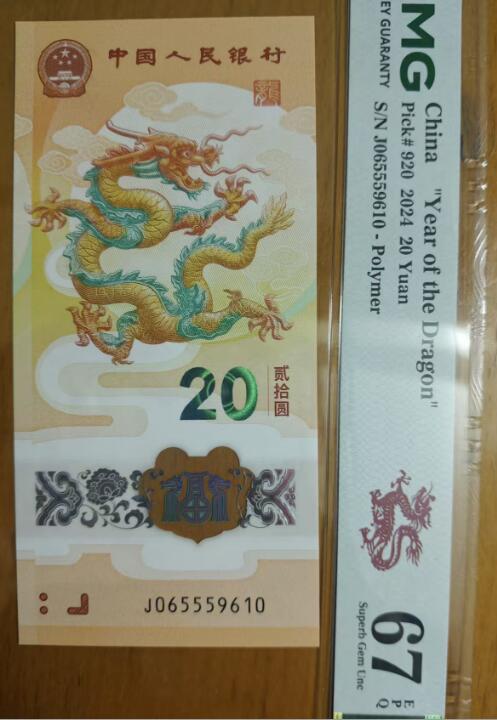 中国人民银行
20
贰拾圆
J065559610
MG
EY GUARANTY
China "Year of the Dragon"
Pick# 920 2024 20 Yuan
S/N J065559610 - Polymer
67
EPQ
Superb Gem Unc